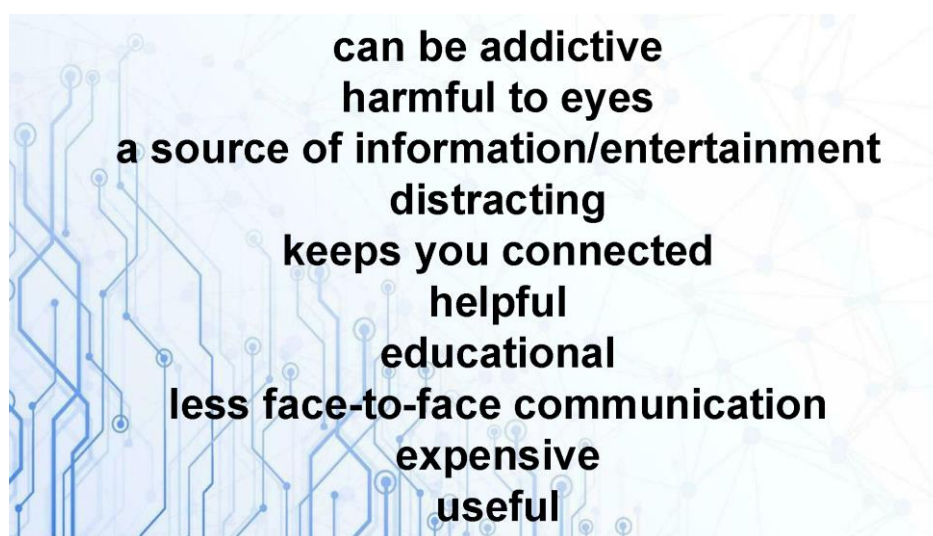 can be addictive
harmful to eyes
a source of information/entertainment
distracting
keeps you connected
helpful
educational
less face-to-face communication
expensive
useful